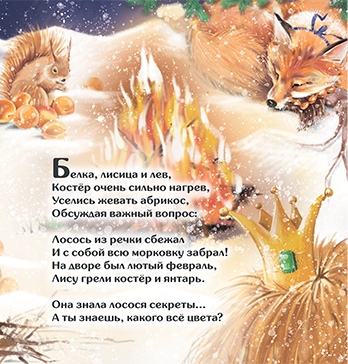 Белка, лисица и лев,
Костёр очень сильно нагрев,
Уселись жевать абрикос,
Обсуждая важный вопрос:
Лосось из речки сбежал
И с собой всю морковку забрал!
На дворе был лютый февраль,
Лису грели костёр и янтарь.
Она знала лосося секреты...
А ты знаешь, какого всё цвета?